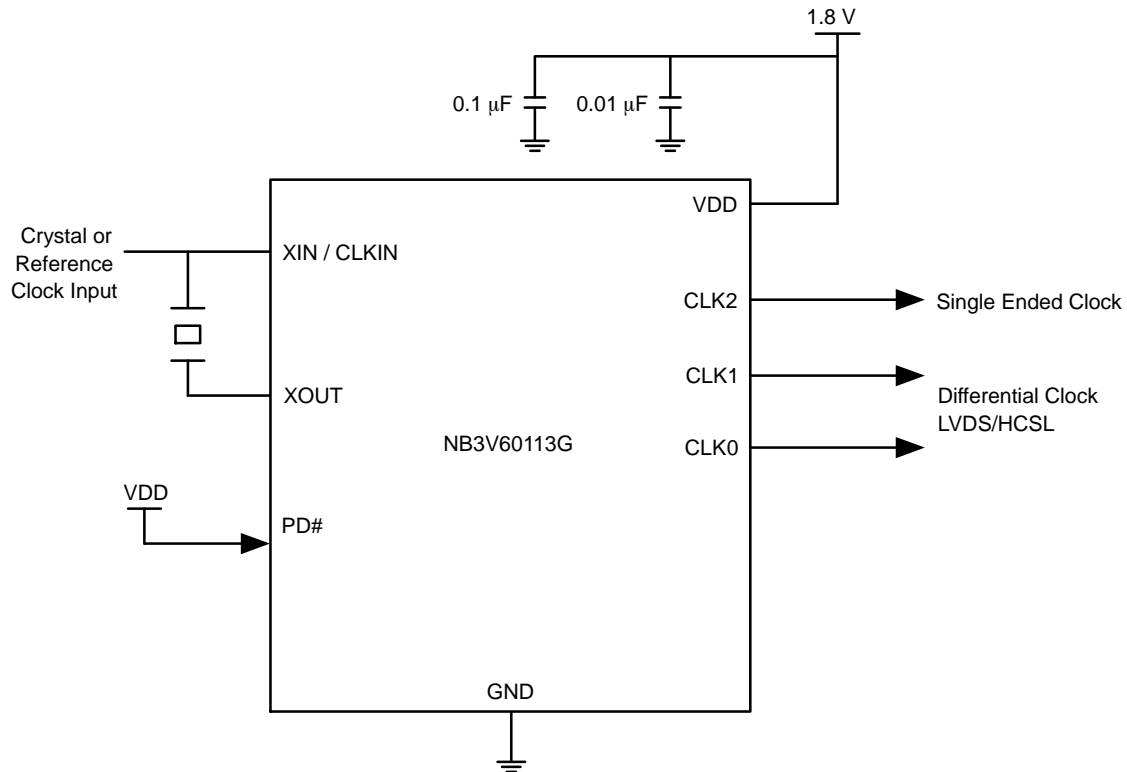 1.8 V
0.1 μF
0.01 μF
VDD
Crystal or
Reference
Clock Input
XIN / CLKIN
CLK2
Single Ended Clock
CLK1
XOUT
Differential Clock
LVDS/HCSL
NB3V60113G
CLK0
VDD
PD#
GND